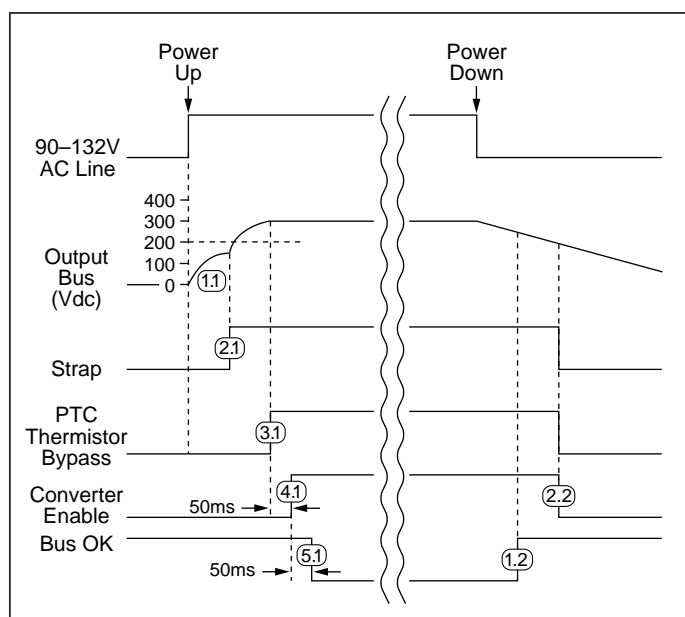 Power
Up
Power
Down
90–132V
AC Line
400
300
200
100
0
Output
Bus
(Vdc)
1.1
2.1
Strap
PTC
Thermistor
Bypass
3.1
Converter
Enable
50ms
4.1
2.2
Bus OK
5.1
1.2
50ms